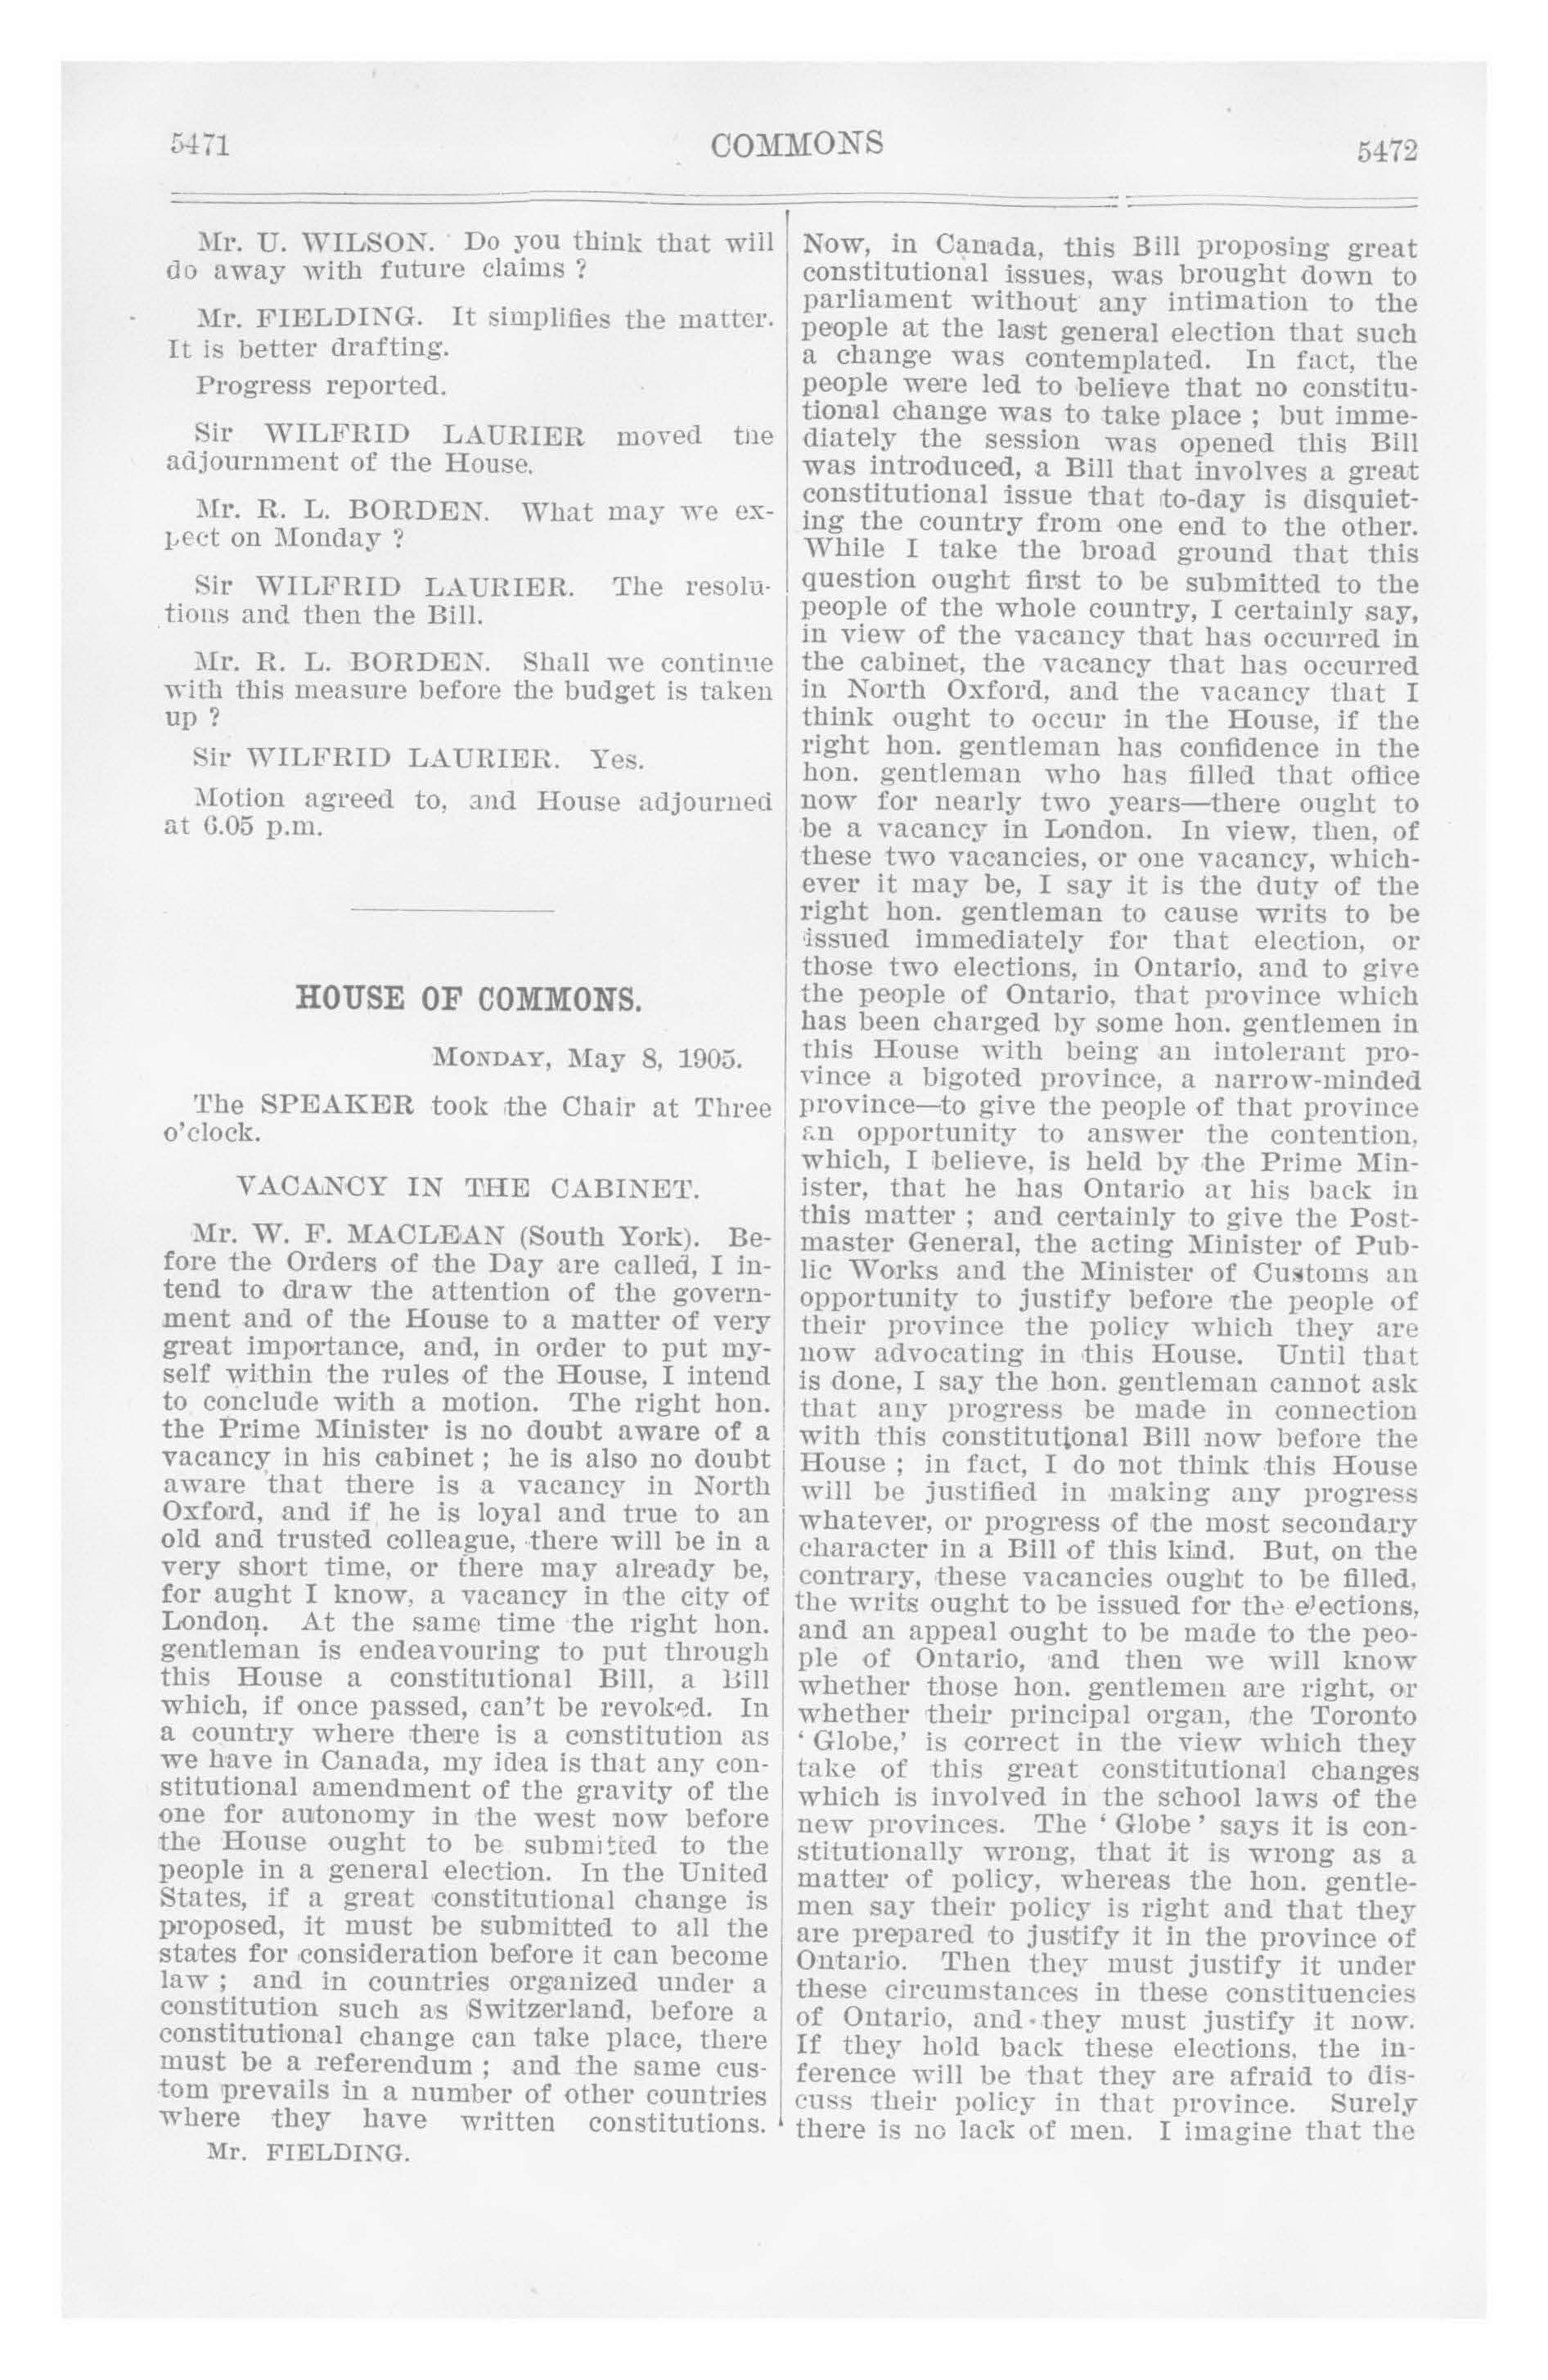 5471
COMMONS
5472
Mr. U. WILSON. Do you think that will
do away with future claims ?
Mr. FIELDING. It simplifies the matter.
It is better drafting.
Progress reported.
Sir WILFRID LAURIER moved the
adjournment of the House.
Mr. R. L. BORDEN. What may we ex-
pect on Monday ?
Sir WILFRID LAURIER. The resolu-
tions and then the Bill.
Mr. R. L. BORDEN. Shall we continue
with this measure before the budget is taken
up ?
Sir WILFRID LAURIER. Yes.
Motion agreed to, and House adjourned
at 6.05 p.m.
HOUSE OF COMMONS.
MONDAY, May 8, 1905.
The SPEAKER took the Chair at Three
o'clock.
VACANCY IN THE CABINET.
Mr. W. F. MACLEAN (South York). Be-
fore the Orders of the Day are called, I in-
tend to draw the attention of the govern-
ment and of the House to a matter of very
great importance, and, in order to put my-
self within the rules of the House, I intend
to conclude with a motion. The right hon.
the Prime Minister is no doubt aware of a
vacancy in his cabinet ; he is also no doubt
aware that there is a vacancy in North
Oxford, and if he is loyal and true to an
old and trusted colleague, there will be in a
very short time, or there may already be,
for aught I know, a vacancy in the city of
London. At the same time the right hon.
gentleman is endeavouring to put through
this House a constitutional Bill, a Bill
which, if once passed, can't be revoked. In
a country where there is a constitution as
we have in Canada, my idea is that any con-
stitutional amendment of the gravity of the
one for autonomy in the west now before
the House ought to be submitted to the
people in a general election. In the United
States, if a great constitutional change is
proposed, it must be submitted to all the
states for consideration before it can become
law ; and in countries organized under a
constitution such as Switzerland, before a
constitutional change can take place, there
must be a referendum ; and the same cus-
tom prevails in a number of other countries
where they have written constitutions.
Mr. FIELDING.
Now, in Canada, this Bill proposing great
constitutional issues, was brought down to
parliament without any intimation to the
people at the last general election that such
a change was contemplated. In fact, the
people were led to believe that no constitu-
tional change was to take place ; but imme-
diately the session was opened this Bill
was introduced, a Bill that involves a great
constitutional issue that to-day is disquiet-
ing the country from one end to the other.
While I take the broad ground that this
question ought first to be submitted to the
people of the whole country, I certainly say,
in view of the vacancy that has occurred in
the cabinet, the vacancy that has occurred
in North Oxford, and the vacancy that I
think ought to occur in the House, if the
right hon. gentleman has confidence in the
hon. gentleman who has filled that office
now for nearly two years—there ought to
be a vacancy in London. In view, then, of
these two vacancies, or one vacancy, which-
ever it may be, I say it is the duty of the
right hon. gentleman to cause writs to be
issued immediately for that election, or
those two elections, in Ontario, and to give
the people of Ontario, that province which
has been charged by some hon. gentlemen in
this House with being an intolerant pro-
vince a bigoted province, a narrow-minded
province—to give the people of that province
an opportunity to answer the contention,
which, I believe, is held by the Prime Min-
ister, that he has Ontario at his back in
this matter ; and certainly to give the Post-
master General, the acting Minister of Pub-
lic Works and the Minister of Customs an
opportunity to justify before the people of
their province the policy which they are
now advocating in this House. Until that
is done, I say the hon. gentleman cannot ask
that any progress be made in connection
with this constitutional Bill now before the
House ; in fact, I do not think this House
will be justified in making any progress
whatever, or progress of the most secondary
character in a Bill of this kind. But, on the
contrary, these vacancies ought to be filled,
the writs ought to be issued for the elections,
and an appeal ought to be made to the peo-
ple of Ontario, and then we will know
whether those hon. gentlemen are right, or
whether their principal organ, the Toronto
' Globe,' is correct in the view which they
take of this great constitutional changes
which is involved in the school laws of the
new provinces. The ' Globe ' says it is con-
stitutionally wrong, that it is wrong as a
matter of policy, whereas the hon. gentle-
men say their policy is right and that they
are prepared to justify it in the province of
Ontario. Then they must justify it under
these circumstances in these constituencies
of Ontario, and they must justify it now.
If they hold back these elections, the in-
ference will be that they are afraid to dis-
cuss their policy in that province. Surely
there is no lack of men. I imagine that the